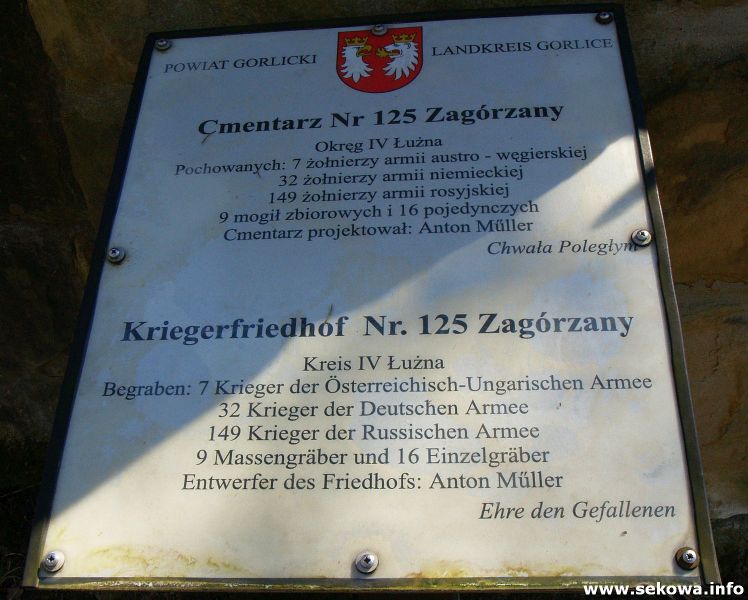 POWIAT GORLICKI
LANDKREIS GORLICE
Cmentarz Nr 125 Zagórzany
Okręg IV Łużna
Pochowanych: 7 żołnierzy armii austro - węgierskiej
32 żołnierzy armii niemieckiej
149 żołnierzy armii rosyjskiej
9 mogił zbiorowych i 16 pojedynczych
Cmentarz projektował: Anton Műller
Chwała Poległym
Kriegerfriedhof Nr. 125 Zagórzany
Kreis IV Łużna
Begraben: 7 Krieger der Österreichisch-Ungarischen Armee
32 Krieger der Deutschen Armee
149 Krieger der Russischen Armee
9 Massengräber und 16 Einzelgräber
Entwerfer des Friedhofs: Anton Műller
Ehre den Gefallenen
www.sekowa.info